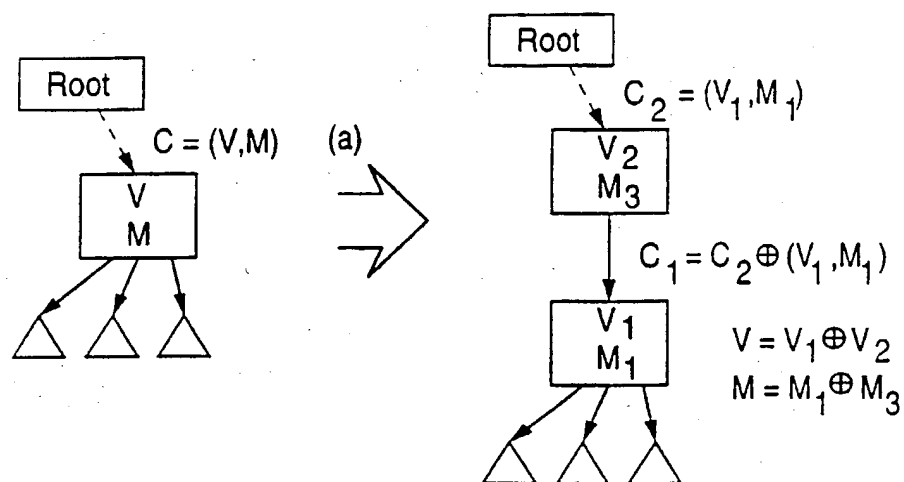 Root
C = (V,M)
V
M
(a)
Root
C₂ = (V₁,M₁)
V₂
M₃
C₁ = C₂ ⊕ (V₁,M₁)
V₁
M₁
V = V₁⊕V₂
M = M₁⊕M₃